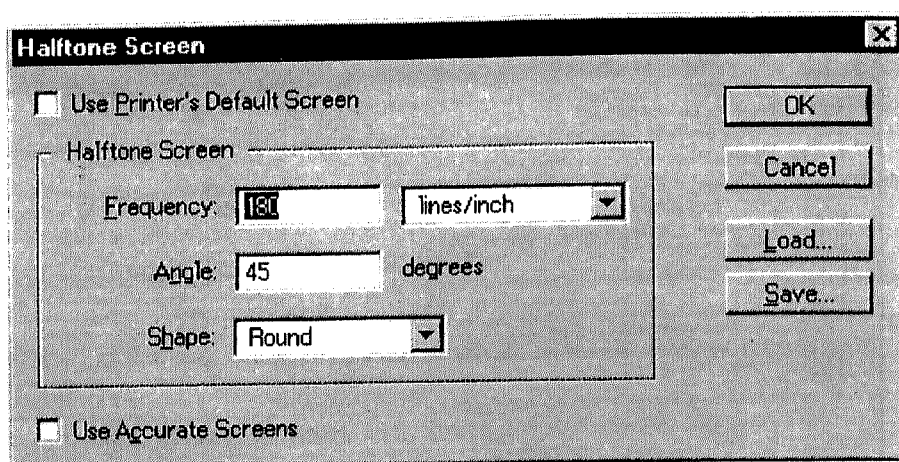 Halftone Screen
Use Printer's Default Screen
OK
Halftone Screen
Cancel
Frequency: 180 lines/inch
Load...
Angle: 45 degrees
Save...
Shape: Round
Use Accurate Screens